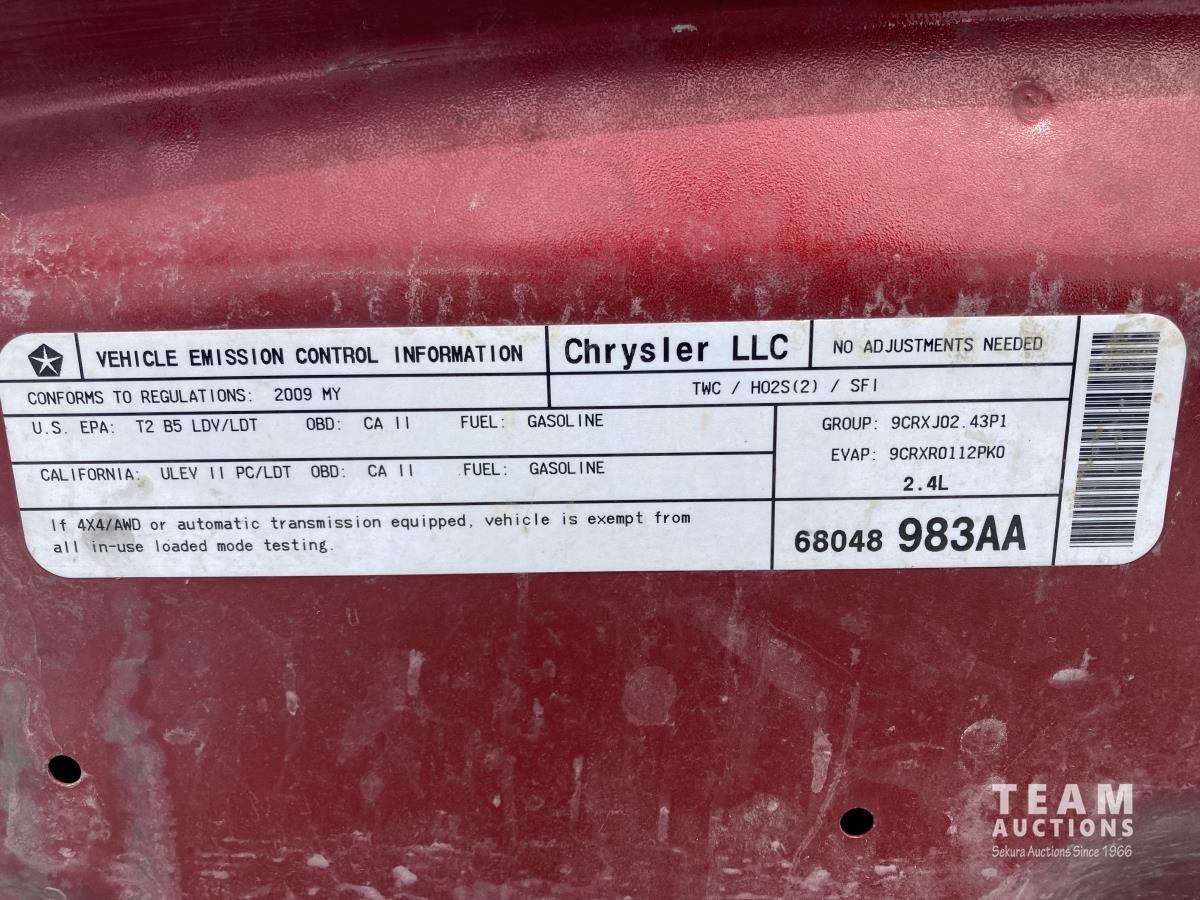 VEHICLE EMISSION CONTROL INFORMATION
Chrysler LLC
NO ADJUSTMENTS NEEDED
CONFORMS TO REGULATIONS: 2009 MY
TWC / HO2S(2) / SFI
U.S. EPA: T2 B5 LDV/LDT OBD: CA II FUEL: GASOLINE
CALIFORNIA: ULEV II PC/LDT OBD: CA II FUEL: GASOLINE
GROUP: 9CRXJ02.43P1
EVAP: 9CRXR0112PK0
2.4L
If 4X4/AWD or automatic transmission equipped, vehicle is exempt from
all in-use loaded mode testing.
68048 983AA
TEAM
AUCTIONS
Sekura Auctions Since 1966